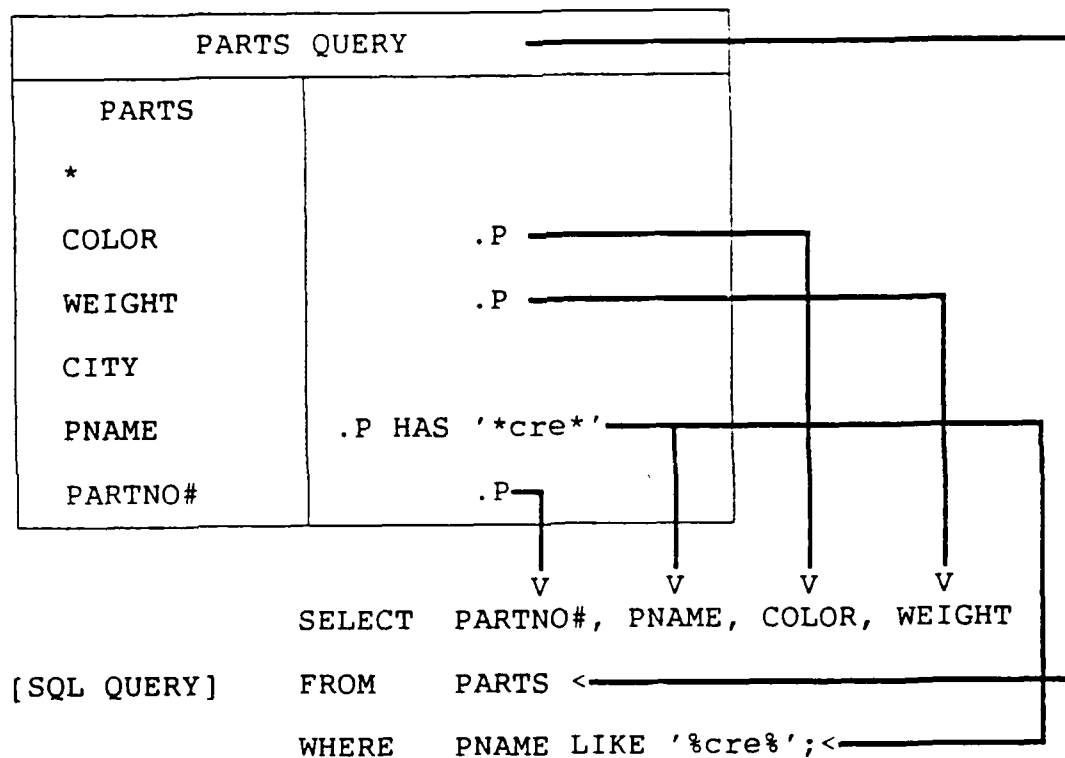 PARTS QUERY
PARTS
*
COLOR .P
WEIGHT .P
CITY
PNAME .P HAS '*cre*'
PARTNO# .P
V V V V
SELECT PARTNO#, PNAME, COLOR, WEIGHT
[SQL QUERY] FROM PARTS <
WHERE PNAME LIKE '%cre%';<